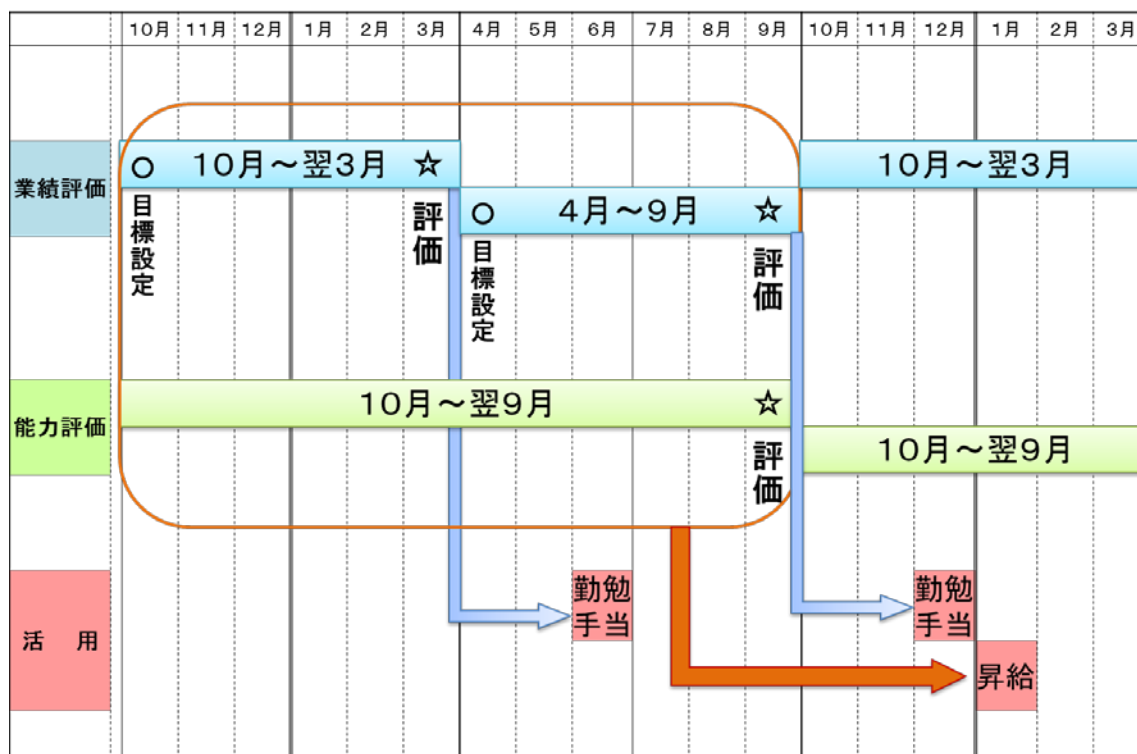 10月 11月 12月 1月 2月 3月 4月 5月 6月 7月 8月 9月 10月 11月 12月 1月 2月 3月
業績評価
○ 10月～翌3月 ☆
10月～翌3月
目標設定
評価
○ 4月～9月 ☆
目標設定
評価
能力評価
10月～翌9月 ☆
評価
10月～翌9月
活 用
勤勉
手当
勤勉
手当
昇給